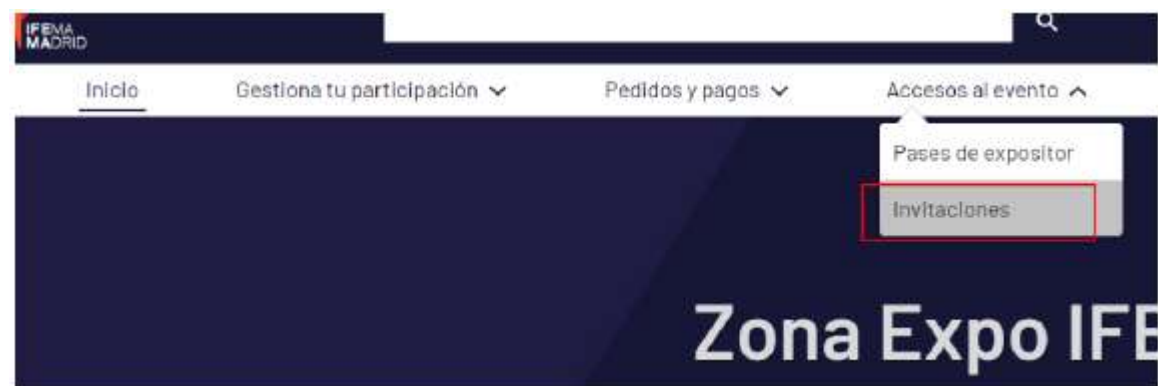 IFEMA
MADRID
Inicio Gestiona tu participación Pedidos y pagos Accesos al evento
Pases de expositor
Invitaciones
Zona Expo IFE